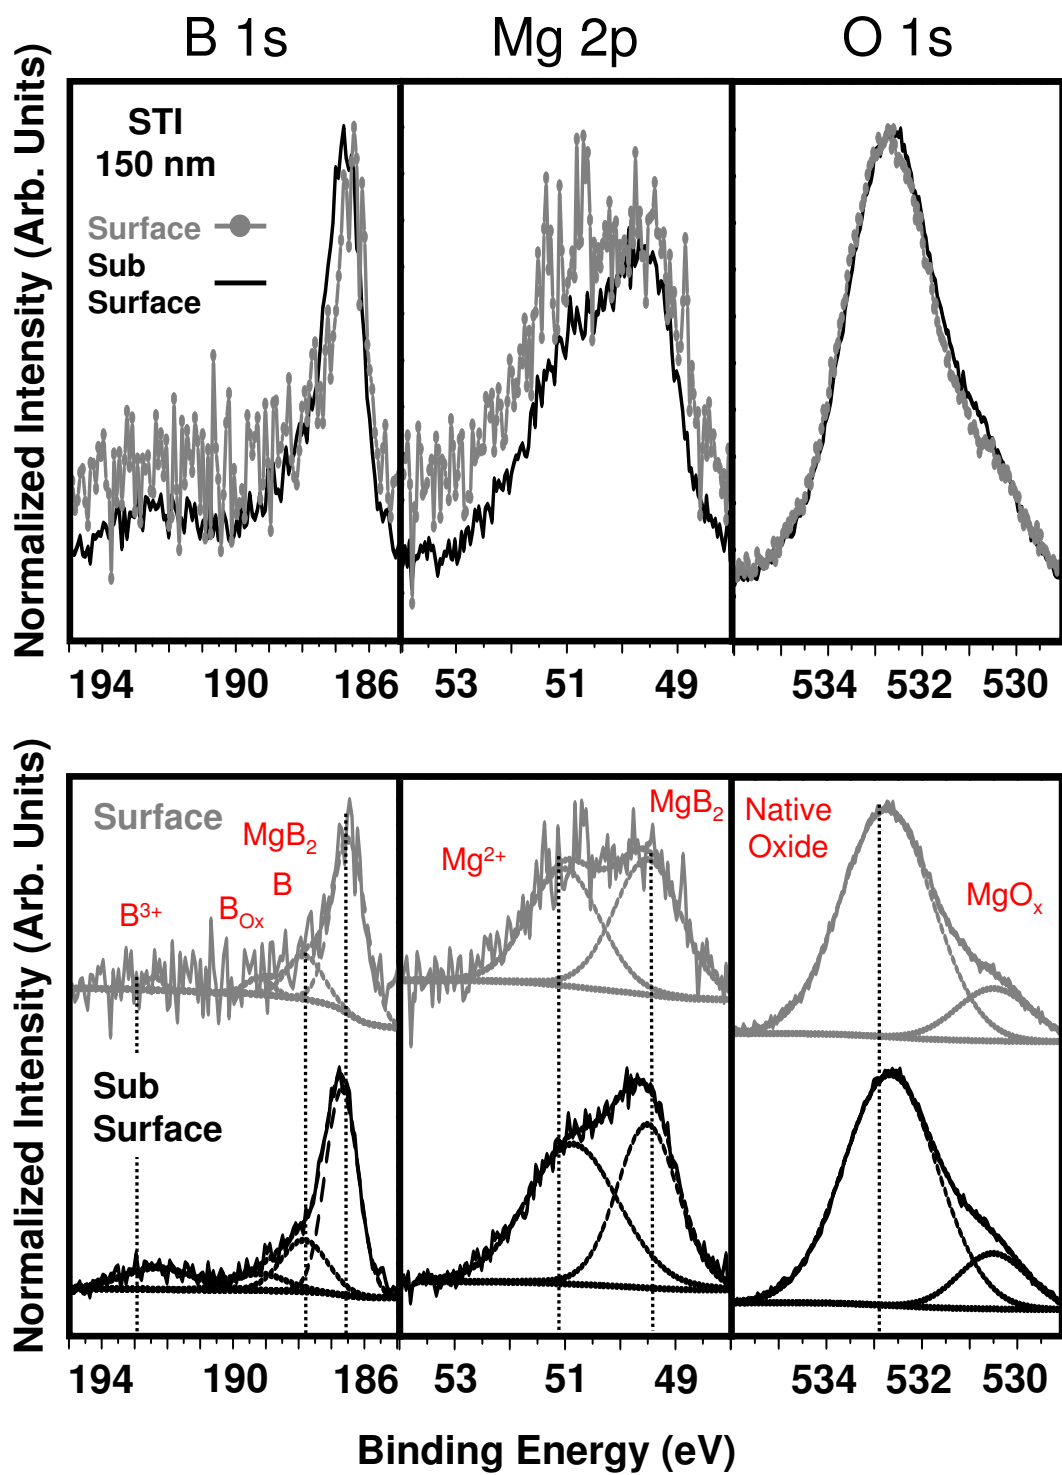 B 1s Mg 2p O 1s
Normalized Intensity (Arb. Units)
STI
150 nm
Surface
Sub
Surface
194 190 186 53 51 49 534 532 530
Normalized Intensity (Arb. Units)
Surface
B³⁺
B_Ox
B
MgB₂
Mg²⁺
MgB₂
Native
Oxide
MgOₓ
Sub
Surface
194 190 186 53 51 49 534 532 530
Binding Energy (eV)